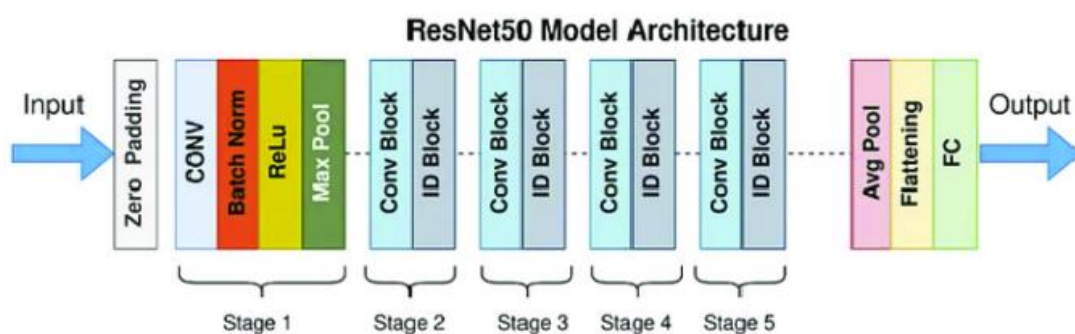 ResNet50 Model Architecture
Input
Zero Padding
CONV
Batch Norm
ReLu
Max Pool
Conv Block
ID Block
Conv Block
ID Block
Conv Block
ID Block
Conv Block
ID Block
Avg Pool
Flattening
FC
Output
Stage 1
Stage 2
Stage 3
Stage 4
Stage 5